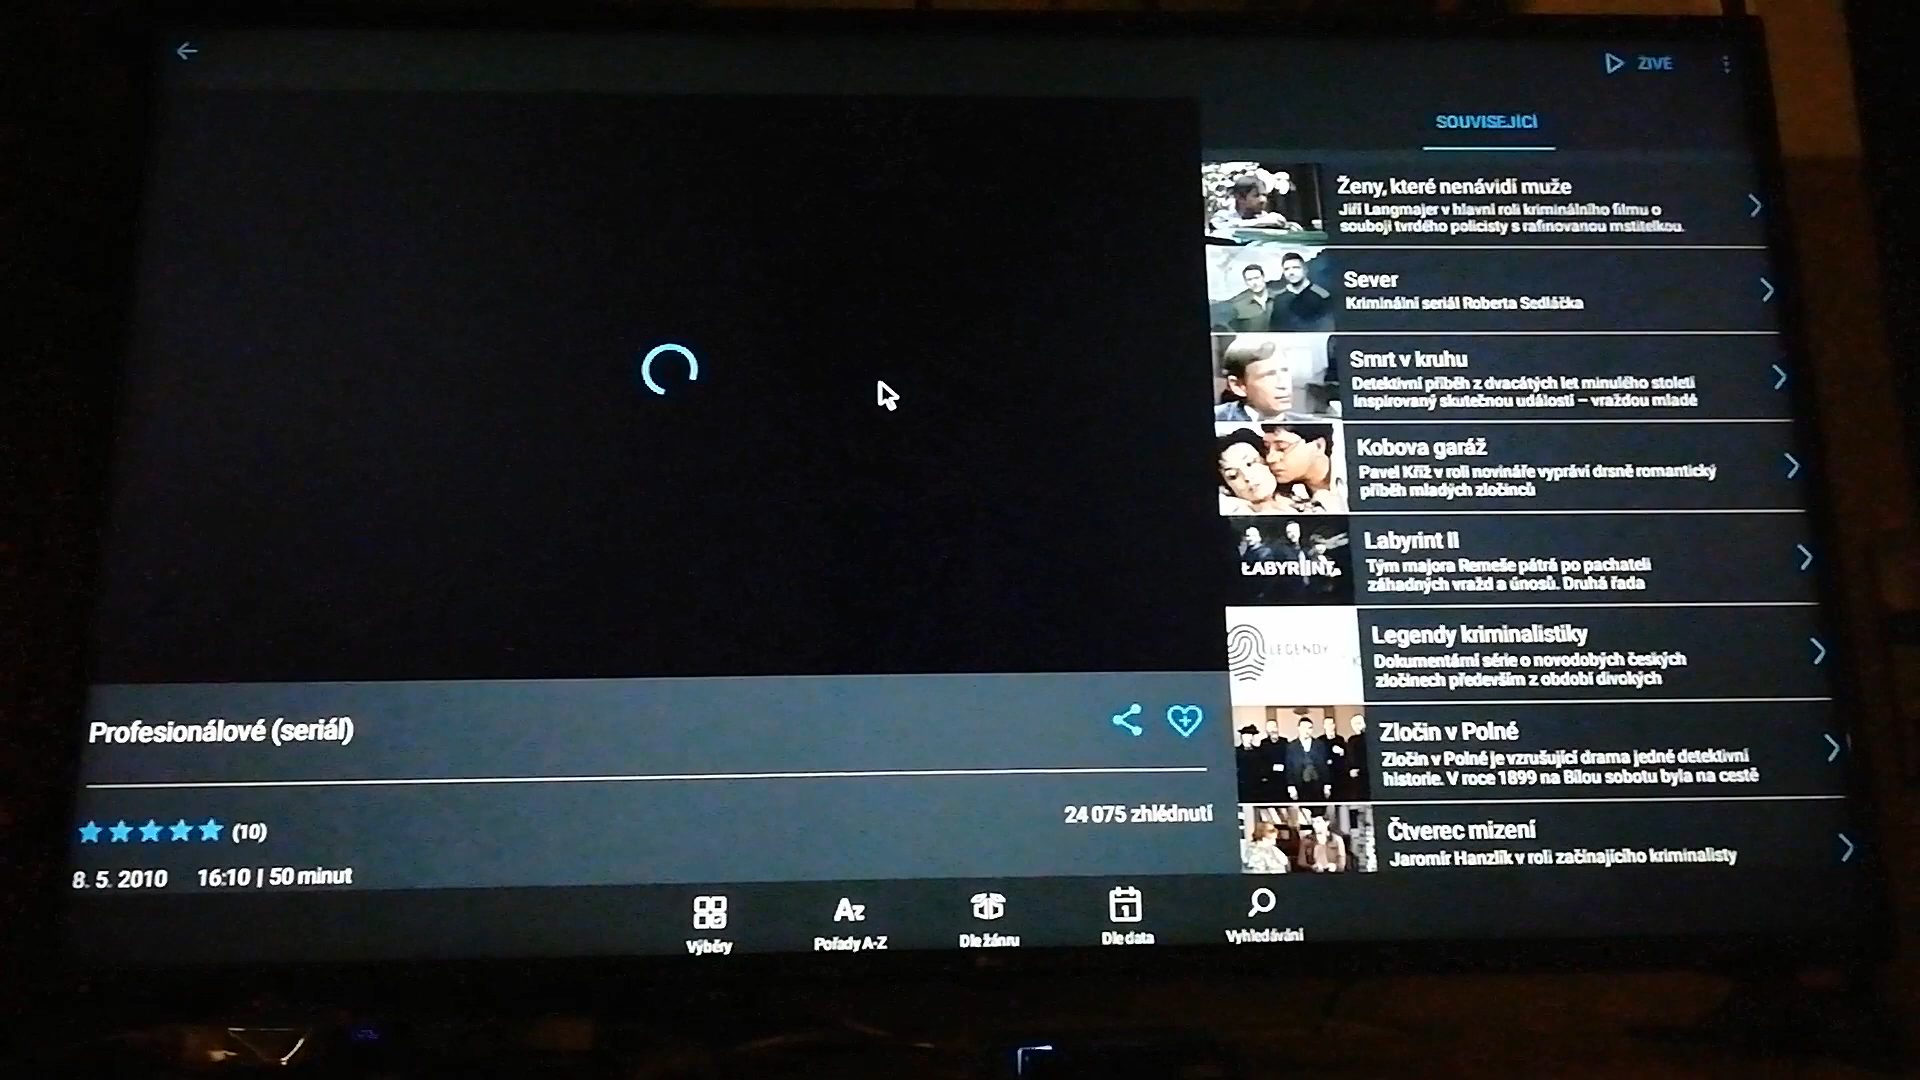 ŽIVĚ
SOUVISEJÍCÍ
Ženy, které nenávidí muže
Jiří Langmajer v hlavní roli kriminálního filmu o
souboji tvrdého policisty s rafinovanou mstitelkou.
Sever
Kriminální seriál Roberta Sedláčka
Smrt v kruhu
Detektivní příběh z dvacátých let minulého století
inspirovaný skutečnou událostí – vraždou mladé
Kobova garáž
Pavel Kříž v roli novináře vypráví drsně romantický
příběh mladých zločinců
LABYRINT
Labyrint II
Tým majora Remeše pátrá po pachateli
záhadných vražd a únosů. Druhá řada
LEGENDY
Legendy kriminalistiky
Dokumentární série o novodobých českých
zločinech především z období divokých
Zločin v Polné
Zločin v Polné je vzrušující drama jedné detektivní
historie. V roce 1899 na Bílou sobotu byla na cestě
Čtverec mizení
Jaromír Hanzlík v roli začínajícího kriminalisty
Profesionálové (seriál)
(10)
24 075 zhlédnutí
8. 5. 2010 16:10 | 50 minut
Výběry
Az
Pořady A-Z
Dle žánru
1
Dle data
Vyhledávání